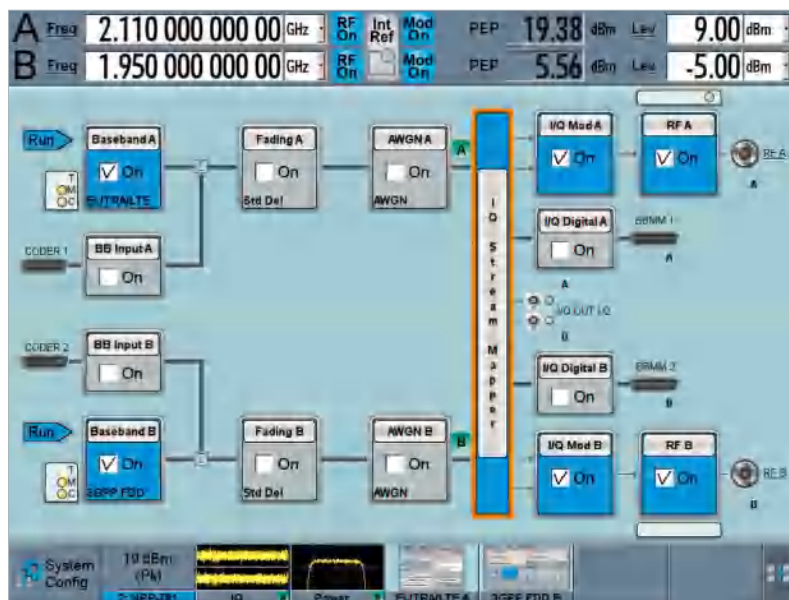 A Freq 2.110 000 000 00 GHz RF On Int Ref Mod On PEP 19.38 dBm Lev 9.00 dBm
B Freq 1.950 000 000 00 GHz RF On Mod On PEP 5.56 dBm Lev -5.00 dBm
Run
Baseband A
On
EUTRA/LTE
T
M
C
Fading A
On
Std Del
AWGN A
On
AWGN
A
I/Q Mod A
On
RF A
On
RF A
A
CODER 1
BB Input A
On
I/Q Digital A
On
BBMM 1
A
I/Q Stream Mapper
A
I/Q OUT I,Q
B
CODER 2
BB Input B
On
I/Q Digital B
On
BBMM 2
B
Run
Baseband B
On
3GPP FDD
T
M
C
Fading B
On
Std Del
AWGN B
On
AWGN
B
I/Q Mod B
On
RF B
On
RF B
B
System Config
IQ
Power
EUTRA/LTE A
3GPP FDD B